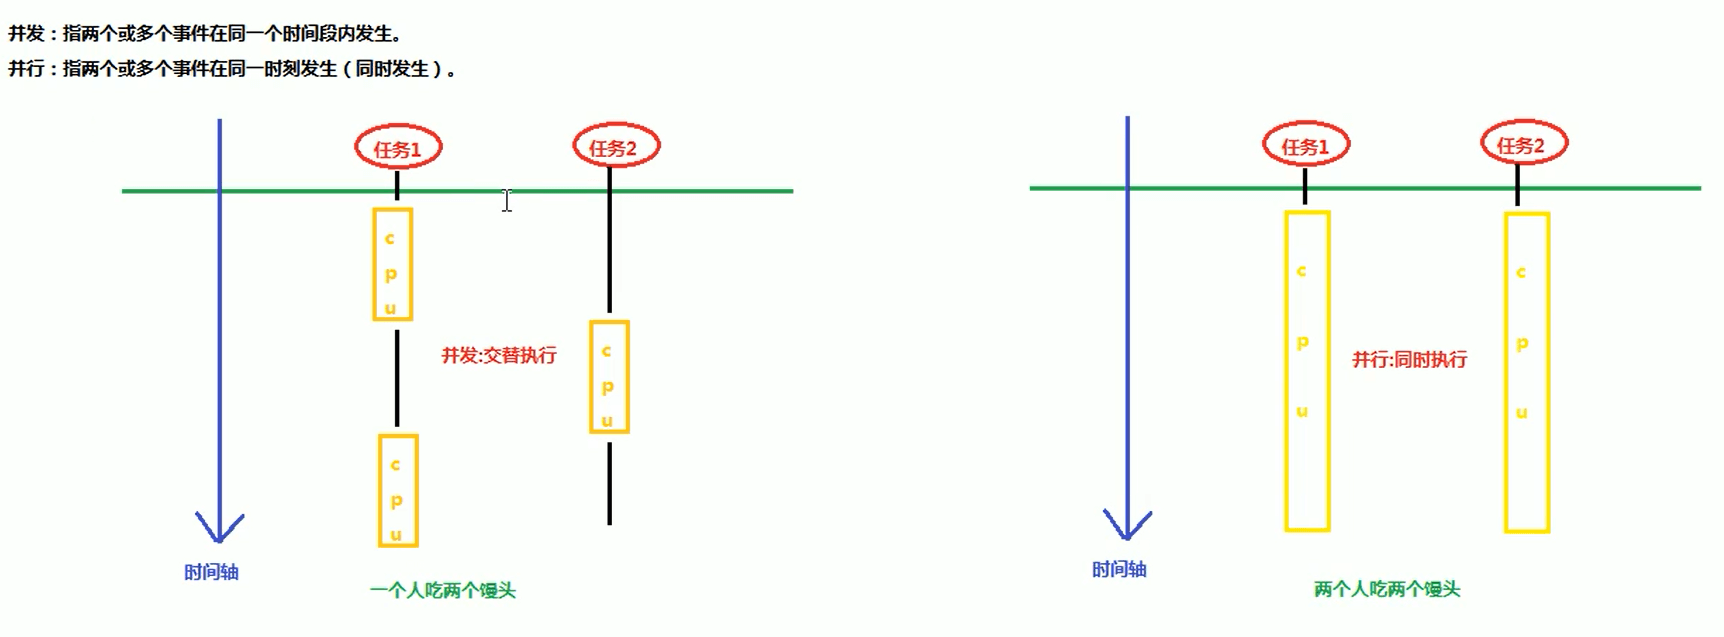 并发：指两个或多个事件在同一个时间段内发生。
并行：指两个或多个事件在同一时刻发生（同时发生）。
任务1
任务2
c
p
u
并发:交替执行
c
p
u
c
p
u
时间轴
一个人吃两个馒头
任务1
任务2
c
p
u
并行:同时执行
c
p
u
时间轴
两个人吃两个馒头